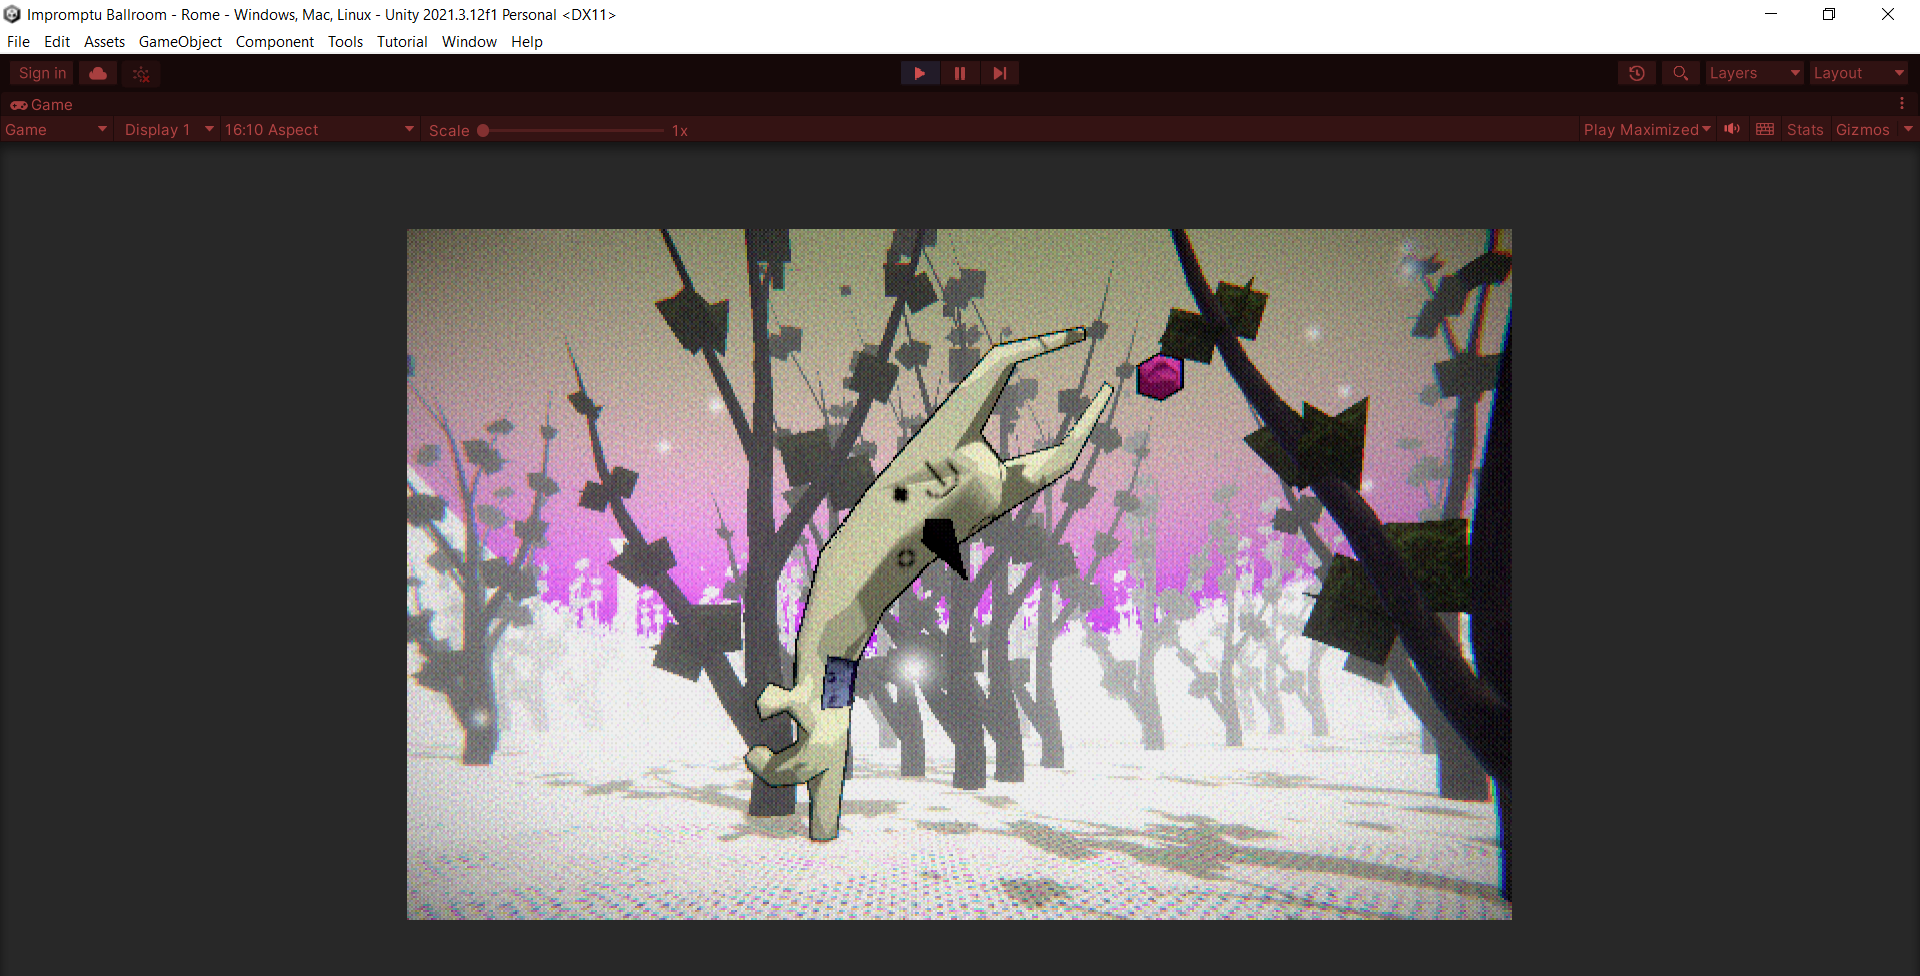 Impromptu Ballroom - Rome - Windows, Mac, Linux - Unity 2021.3.12f1 Personal <DX11>
File Edit Assets GameObject Component Tools Tutorial Window Help
Sign in Layers Layout
Game
Game Display 1 16:10 Aspect Scale 1x Play Maximized Stats Gizmos